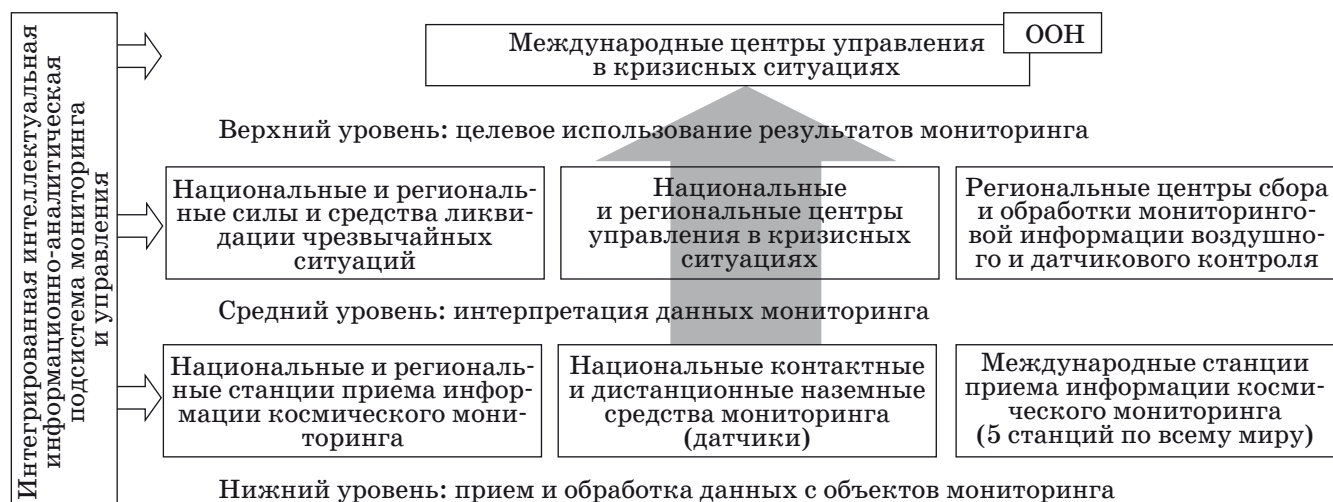 Интегрированная интеллектуальная
информационно-аналитическая
подсистема мониторинга
и управления
ООН
Международные центры управления
в кризисных ситуациях
Верхний уровень: целевое использование результатов мониторинга
Национальные и региональ-
ные силы и средства ликви-
дации чрезвычайных
ситуаций
Национальные
и региональные центры
управления в кризисных
ситуациях
Региональные центры сбора
и обработки мониторинго-
вой информации воздушно-
го и датчикового контроля
Средний уровень: интерпретация данных мониторинга
Национальные и региональ-
ные станции приема инфор-
мации космического мони-
торинга
Национальные контактные
и дистанционные наземные
средства мониторинга
(датчики)
Международные станции
приема информации косми-
ческого мониторинга
(5 станций по всему миру)
Нижний уровень: прием и обработка данных с объектов мониторинга